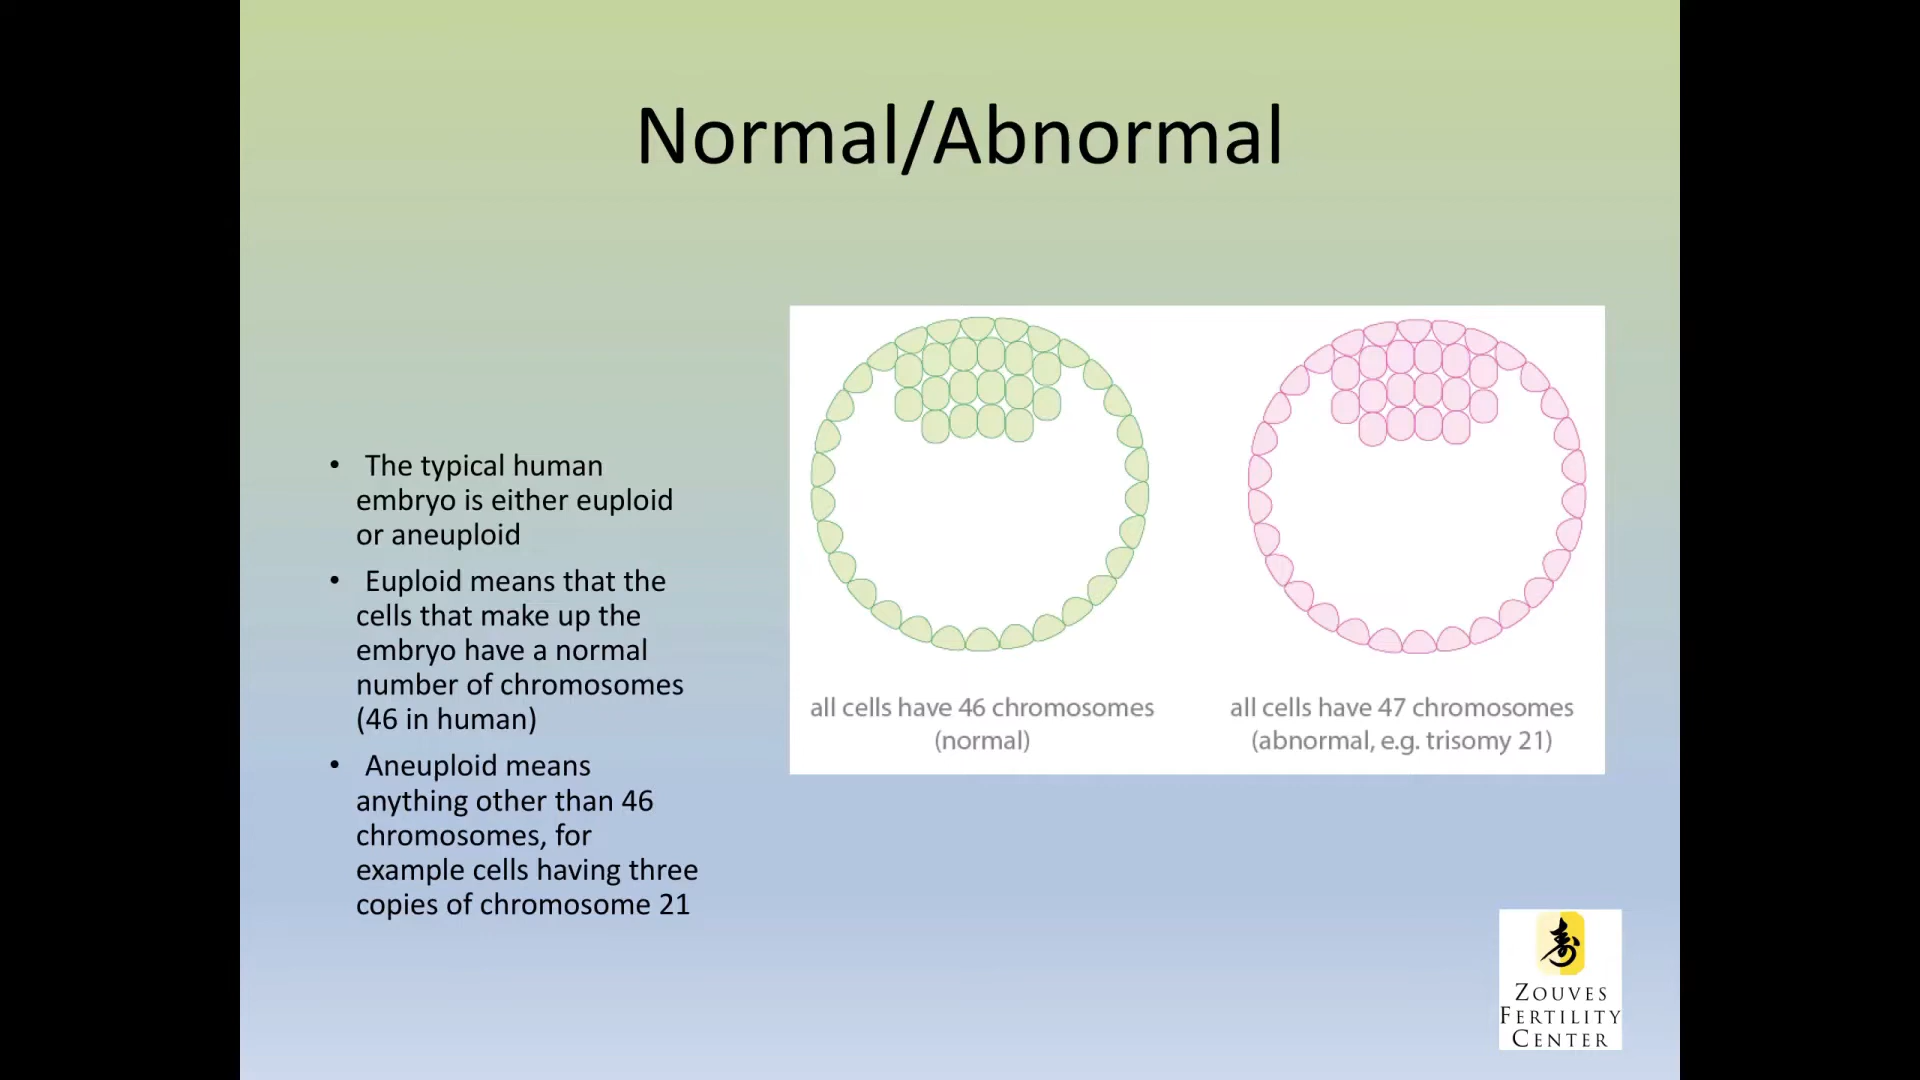 Normal/Abnormal
• The typical human
embryo is either euploid
or aneuploid
• Euploid means that the
cells that make up the
embryo have a normal
number of chromosomes
(46 in human)
• Aneuploid means
anything other than 46
chromosomes, for
example cells having three
copies of chromosome 21
all cells have 46 chromosomes
(normal)
all cells have 47 chromosomes
(abnormal, e.g. trisomy 21)
寿
ZOUVES
FERTILITY
CENTER